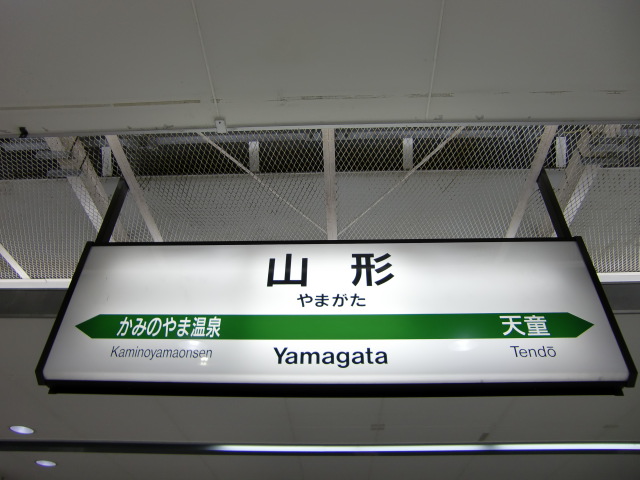 山形
やまがた
かみのやま温泉 天童
Kaminoyamaonsen Yamagata Tendō